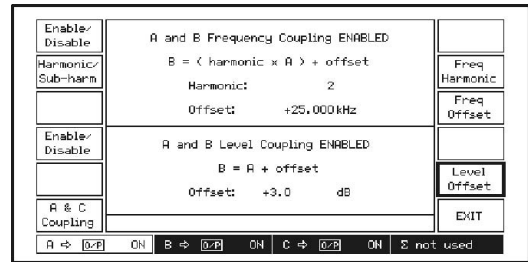 Enable/
Disable
Harmonic/
Sub-harm
Enable/
Disable
A & C
Coupling
A and B Frequency Coupling ENABLED
B = ( harmonic x A ) + offset
Harmonic: 2
Offset: +25.000kHz
A and B Level Coupling ENABLED
B = A + offset
Offset: +3.0 dB
Freq
Harmonic
Freq
Offset
Level
Offset
EXIT
A ⇨ O/P ON B ⇨ O/P ON C ⇨ O/P ON Σ not used